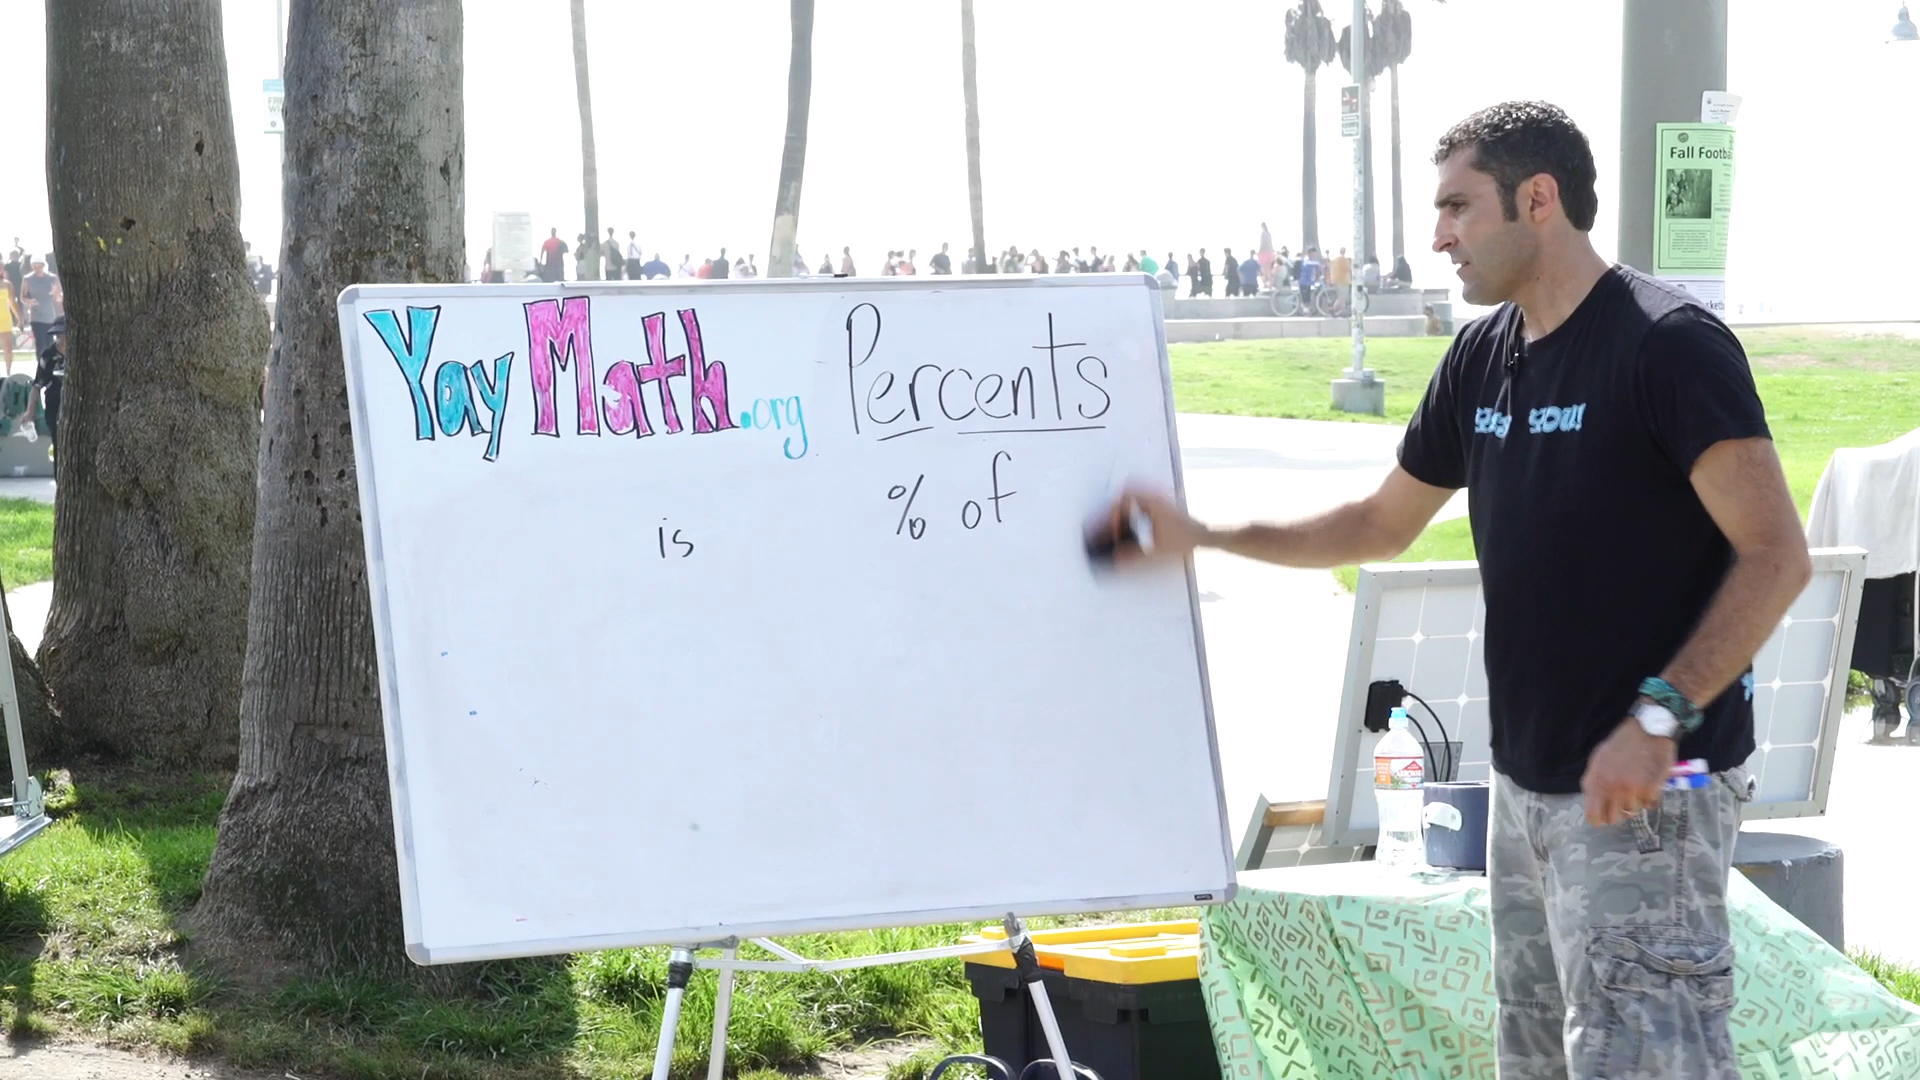 YayMath.org
Percents
% of
is
Fall Footba